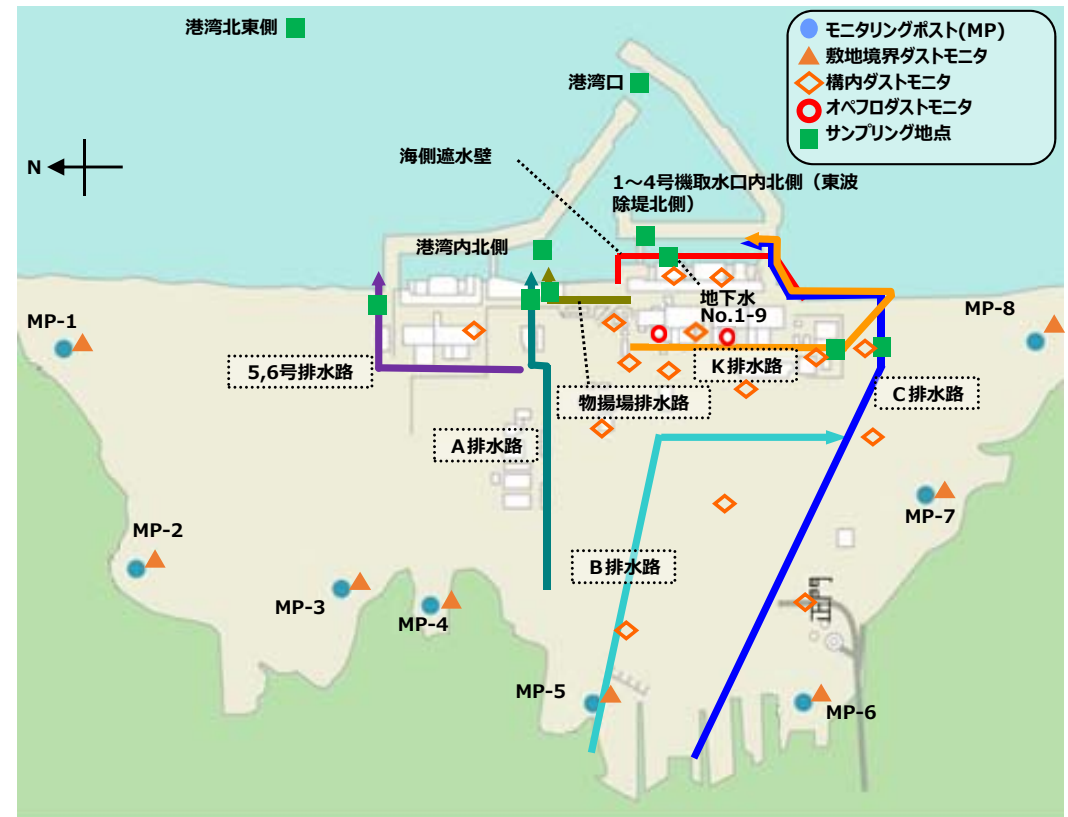 港湾北東側
モニタリングポスト(MP)
敷地境界ダストモニタ
構内ダストモニタ
オペフロダストモニタ
サンプリング地点
港湾口
N
海側遮水壁
1～4号機取水口内北側（東波
除堤北側）
港湾内北側
地下水
No.1-9
MP-1
MP-8
5,6号排水路
K排水路
物揚場排水路
C排水路
A排水路
MP-7
MP-2
B排水路
MP-3
MP-4
MP-5
MP-6